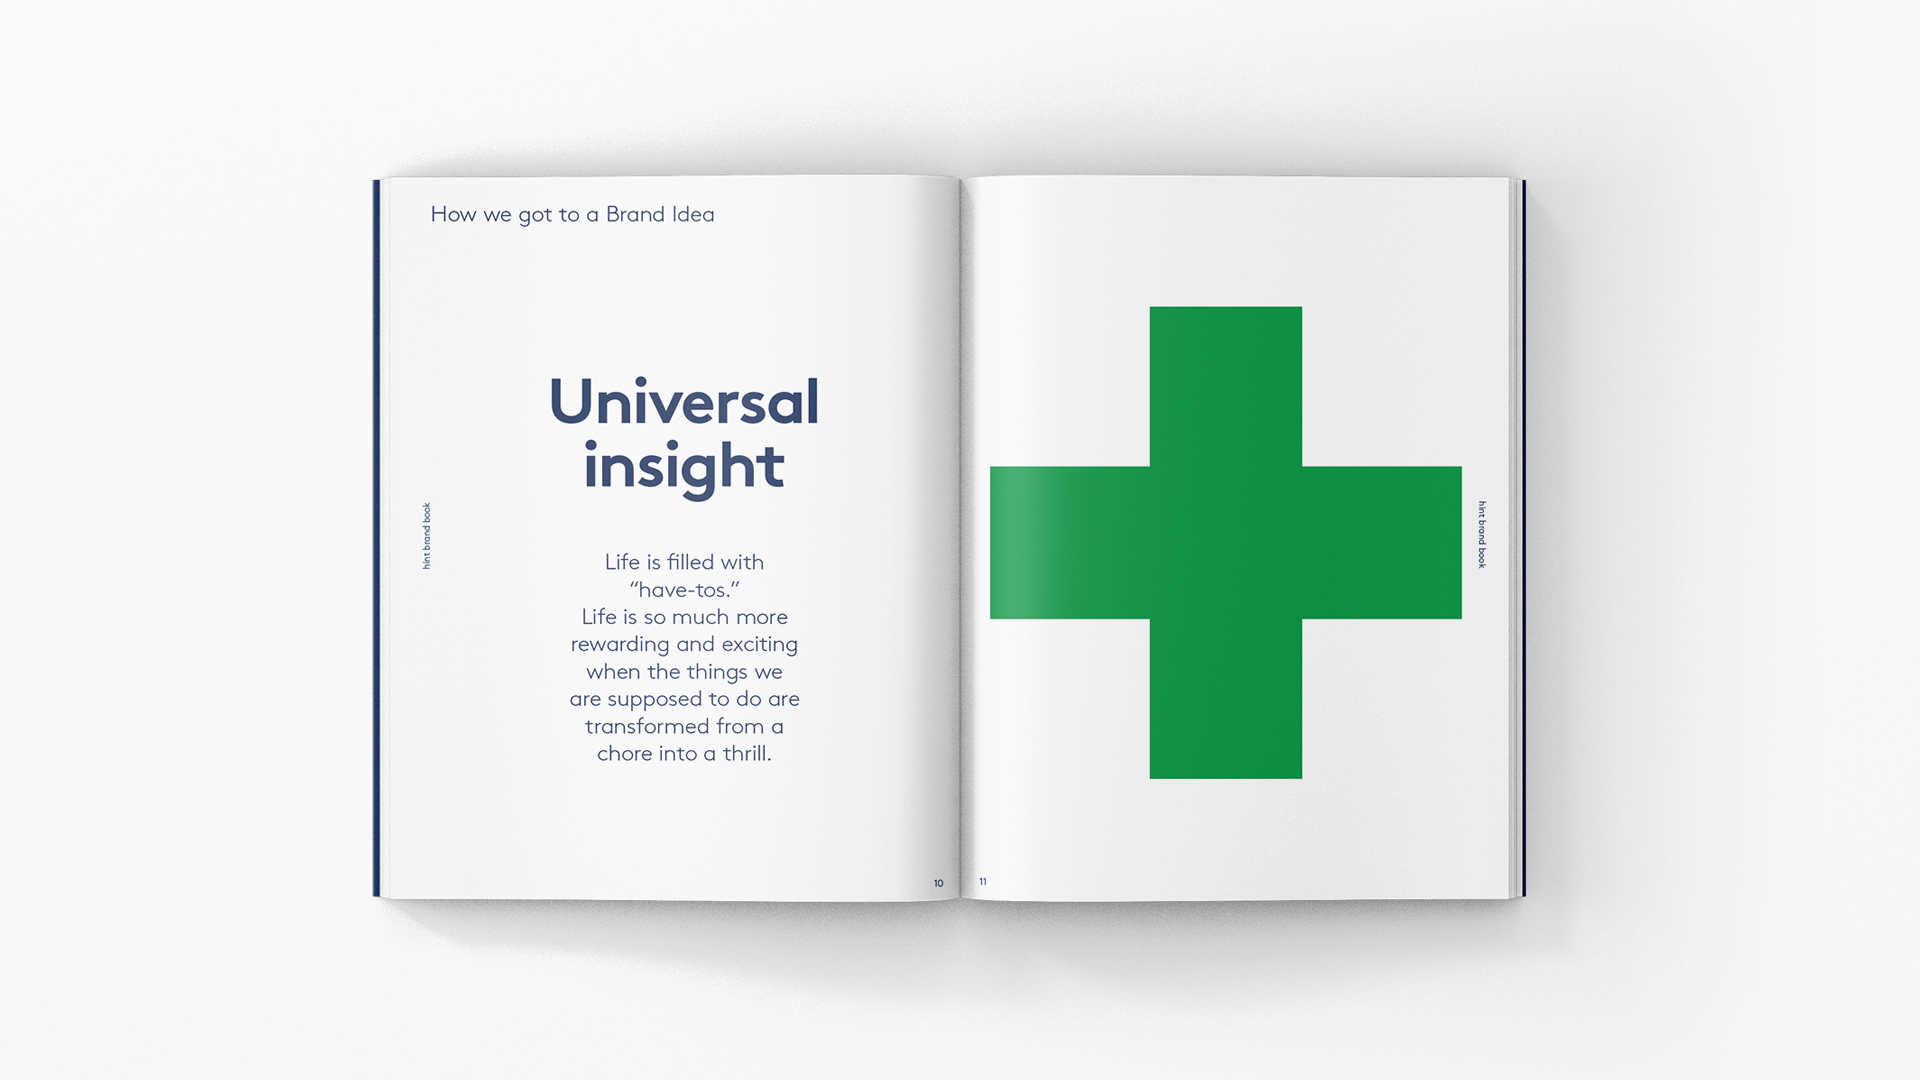 How we got to a Brand Idea
Universal
insight
hint brand book
Life is filled with
“have-tos.”
Life is so much more
rewarding and exciting
when the things we
are supposed to do are
transformed from a
chore into a thrill.
10
11
hint brand book